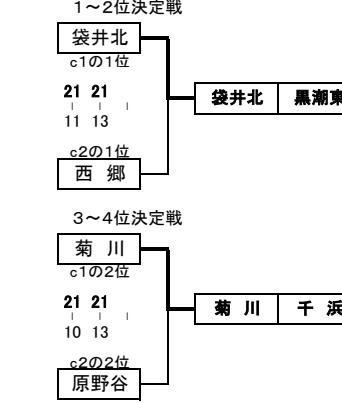 1～2位決定戦
袋井北
c1の1位
21 21
11 13
袋井北 黒潮東
c2の1位
西 郷
3～4位決定戦
菊 川
c1の2位
21 21
10 13
菊 川 千 浜
c2の2位
原野谷